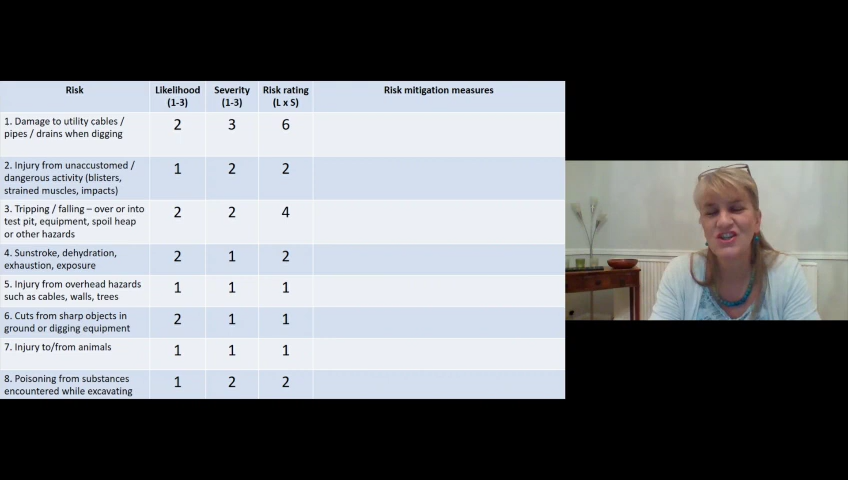 Risk Likelihood (1-3) Severity (1-3) Risk rating (L x S) Risk mitigation measures
1. Damage to utility cables /
pipes / drains when digging
2 3 6
2. Injury from unaccustomed /
dangerous activity (blisters,
strained muscles, impacts)
1 2 2
3. Tripping / falling – over or into
test pit, equipment, spoil heap
or other hazards
2 2 4
4. Sunstroke, dehydration,
exhaustion, exposure
2 1 2
5. Injury from overhead hazards
such as cables, walls, trees
1 1 1
6. Cuts from sharp objects in
ground or digging equipment
2 1 1
7. Injury to/from animals
1 1 1
8. Poisoning from substances
encountered while excavating
1 2 2